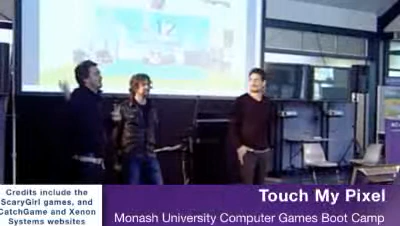 12
Touch My Pixel
Credits include the
ScaryGirl games, and
CatchGame and Xenon
Systems websites
Monash University Computer Games Boot Camp